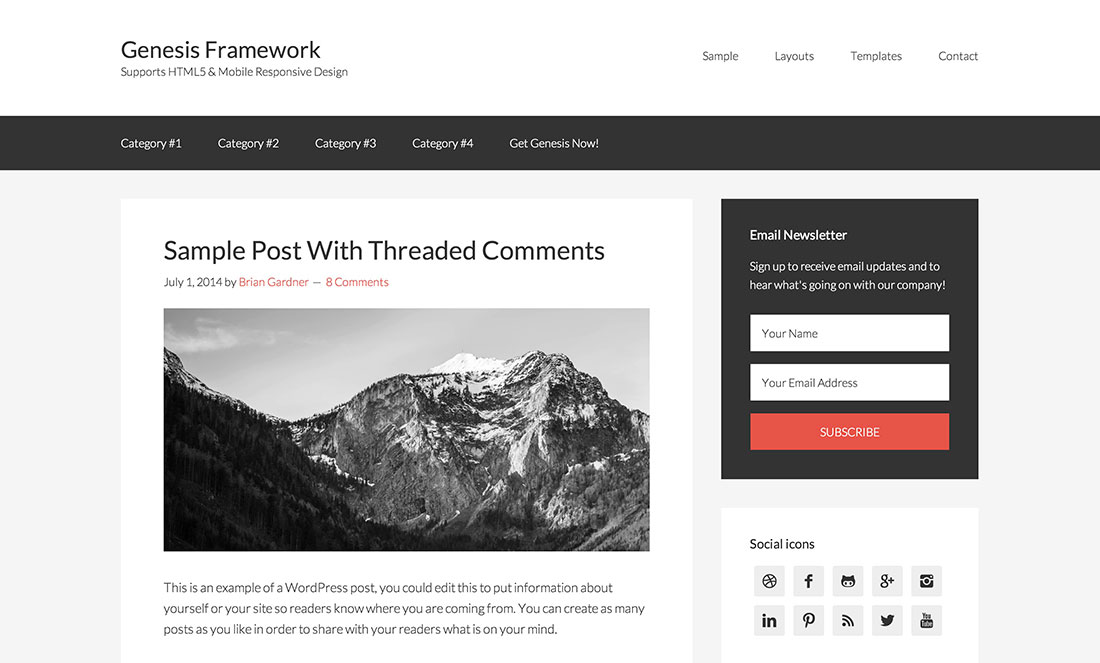 Genesis Framework
Supports HTML5 & Mobile Responsive Design
Sample Layouts Templates Contact
Category #1 Category #2 Category #3 Category #4 Get Genesis Now!
Sample Post With Threaded Comments
July 1, 2014 by Brian Gardner — 8 Comments
This is an example of a WordPress post, you could edit this to put information about
yourself or your site so readers know where you are coming from. You can create as many
posts as you like in order to share with your readers what is on your mind.
Email Newsletter
Sign up to receive email updates and to
hear what's going on with our company!
Your Name
Your Email Address
SUBSCRIBE
Social icons
f g+
in You Tube